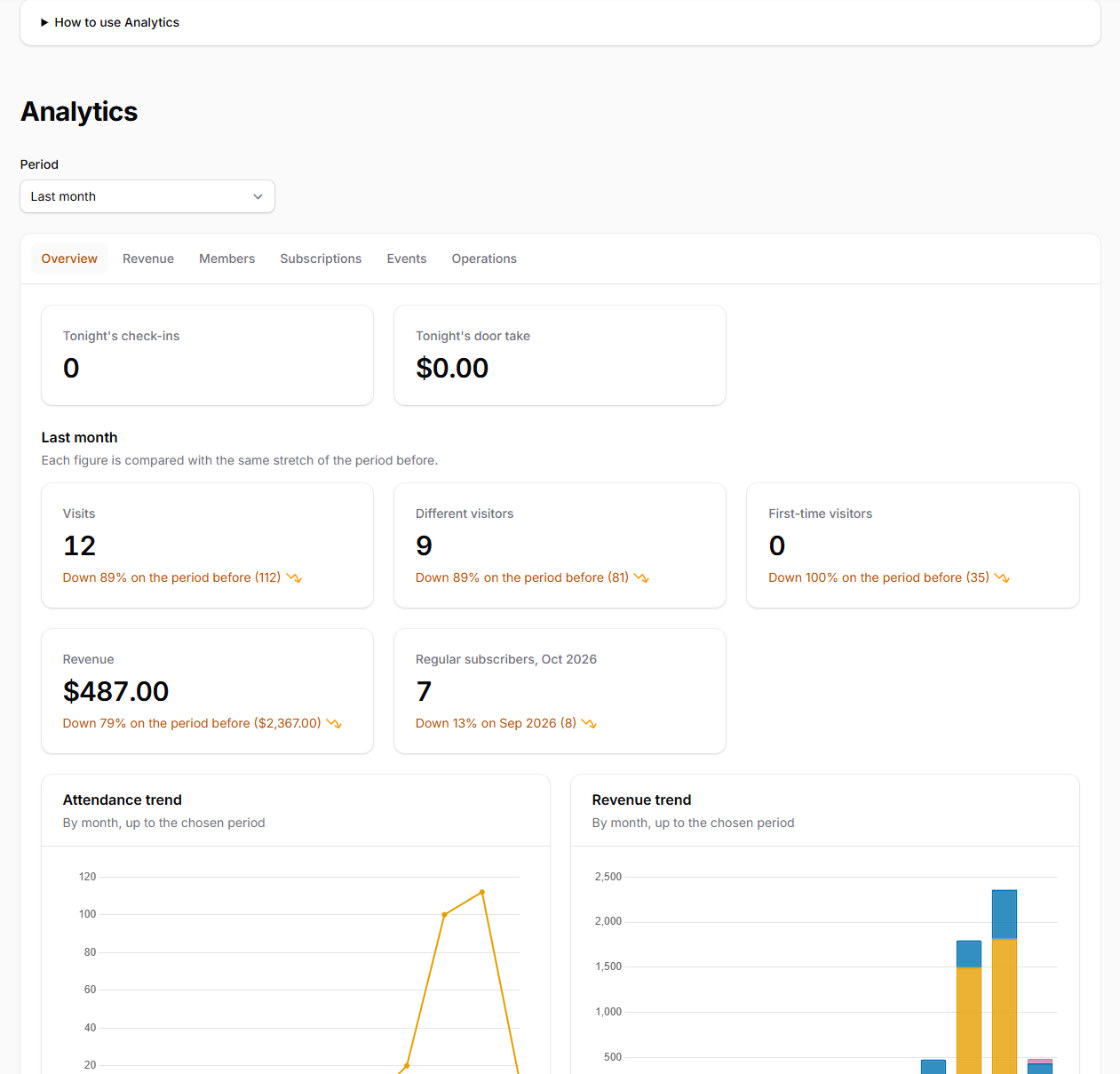 How to use Analytics
Analytics
Period
Last month
Overview Revenue Members Subscriptions Events Operations
Tonight's check-ins
0
Tonight's door take
$0.00
Last month
Each figure is compared with the same stretch of the period before.
Visits
12
Down 89% on the period before (112)
Different visitors
9
Down 89% on the period before (81)
First-time visitors
0
Down 100% on the period before (35)
Revenue
$487.00
Down 79% on the period before ($2,367.00)
Regular subscribers, Oct 2026
7
Down 13% on Sep 2026 (8)
Attendance trend
By month, up to the chosen period
120
100
80
60
40
20
Revenue trend
By month, up to the chosen period
2,500
2,000
1,500
1,000
500